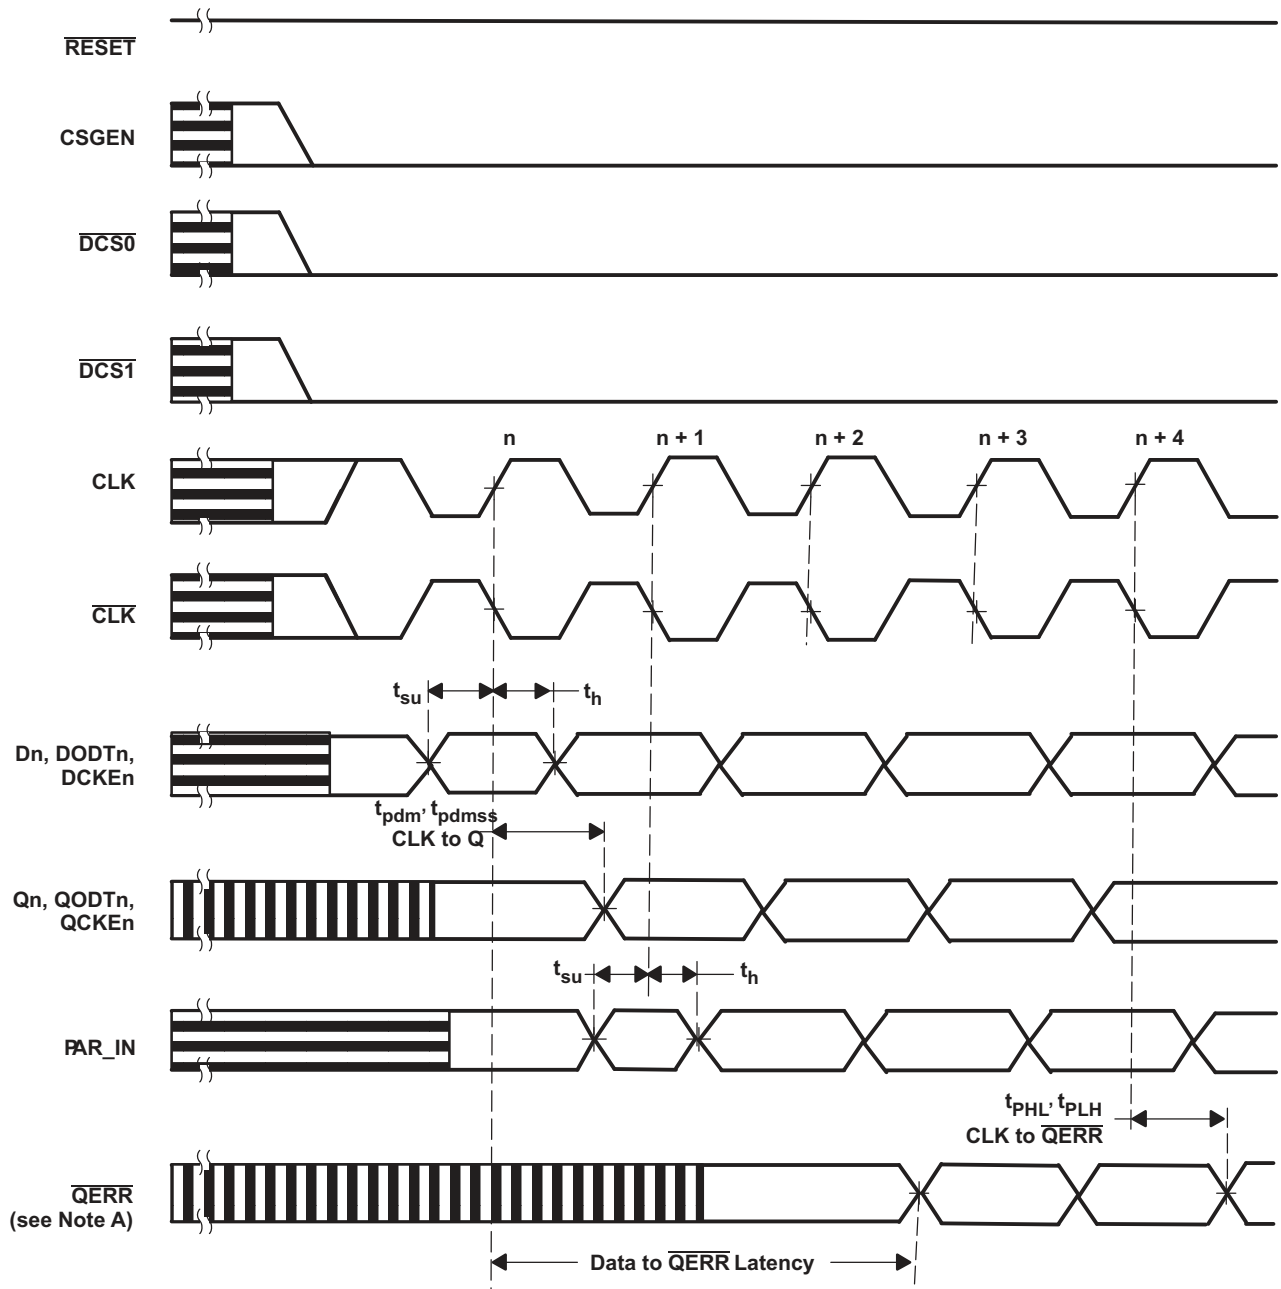 RESET
CSGEN
DCS0
DCS1
n n + 1 n + 2 n + 3 n + 4
CLK
CLK
tsu th
Dn, DODTn,
DCKEn
tpdm, tpdmss
CLK to Q
Qn, QODTn,
QCKEn
tsu th
PAR_IN
tPHL, tPLH
CLK to QERR
QERR
(see Note A)
Data to QERR Latency